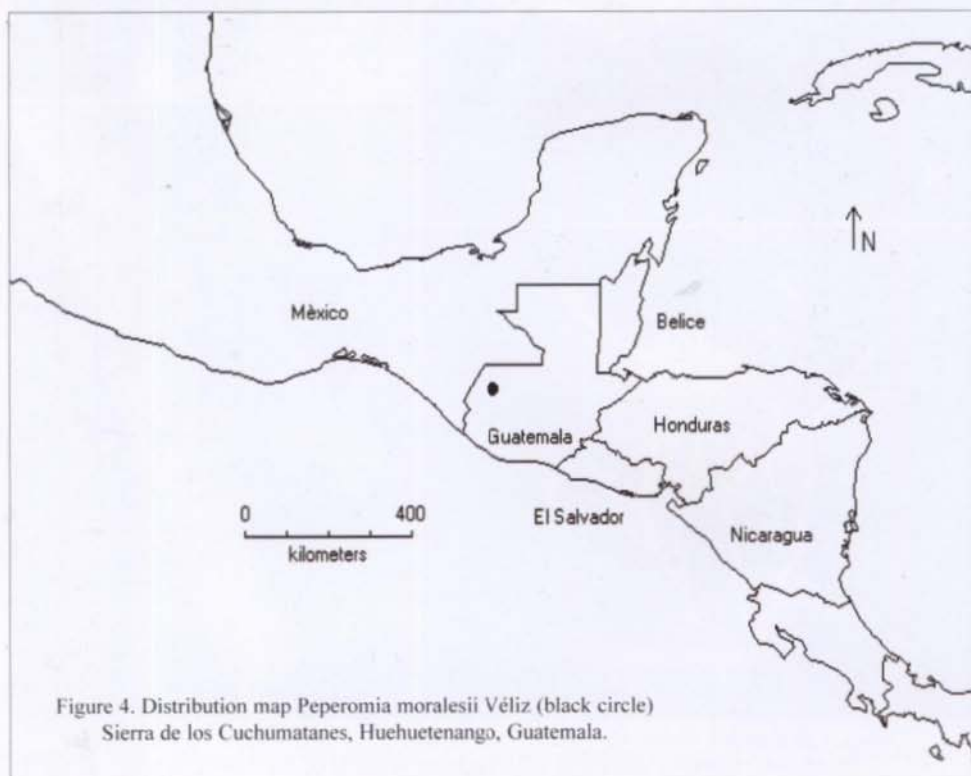 N
Mèxico
Belice
Guatemala
Honduras
0 400
kilometers
El Salvador
Nicaragua
Figure 4. Distribution map Peperomia moralesii Véliz (black circle)
Sierra de los Cuchumatanes, Huehuetenango, Guatemala.